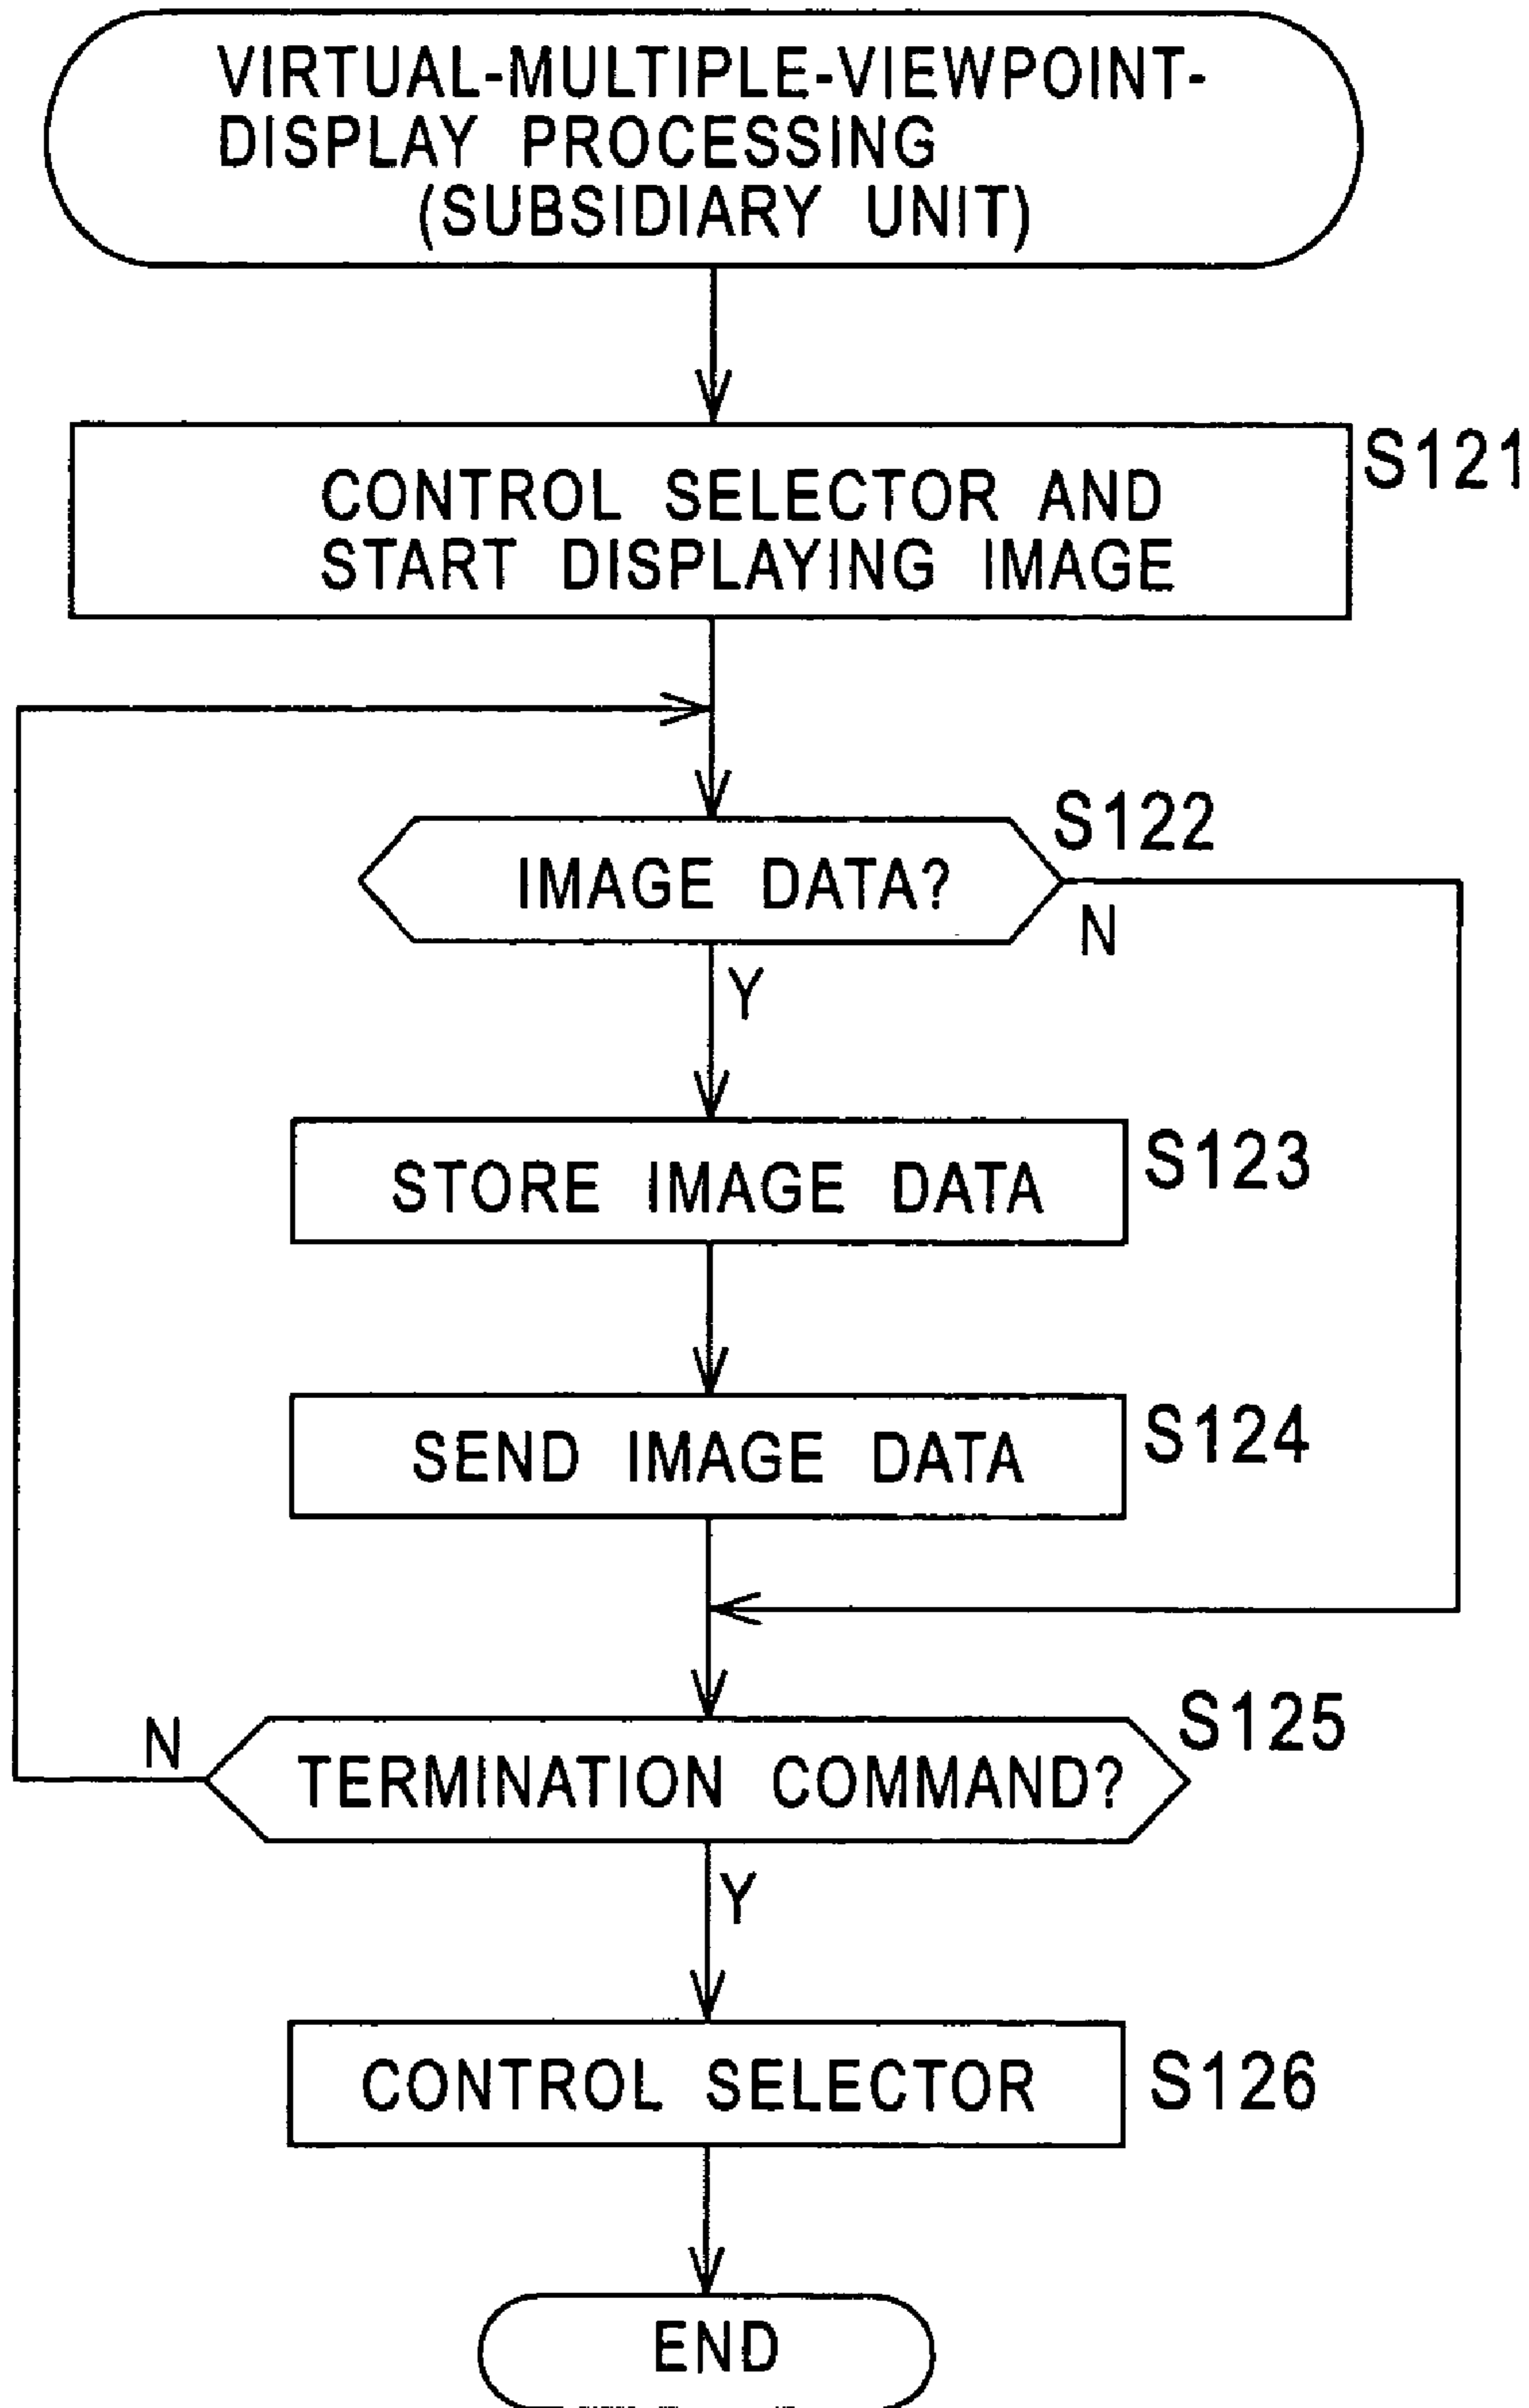 VIRTUAL-MULTIPLE-VIEWPOINT-
DISPLAY PROCESSING
(SUBSIDIARY UNIT)
S121
CONTROL SELECTOR AND
START DISPLAYING IMAGE
S122
IMAGE DATA?
N
Y
S123
STORE IMAGE DATA
S124
SEND IMAGE DATA
S125
N
TERMINATION COMMAND?
Y
CONTROL SELECTOR
S126
END